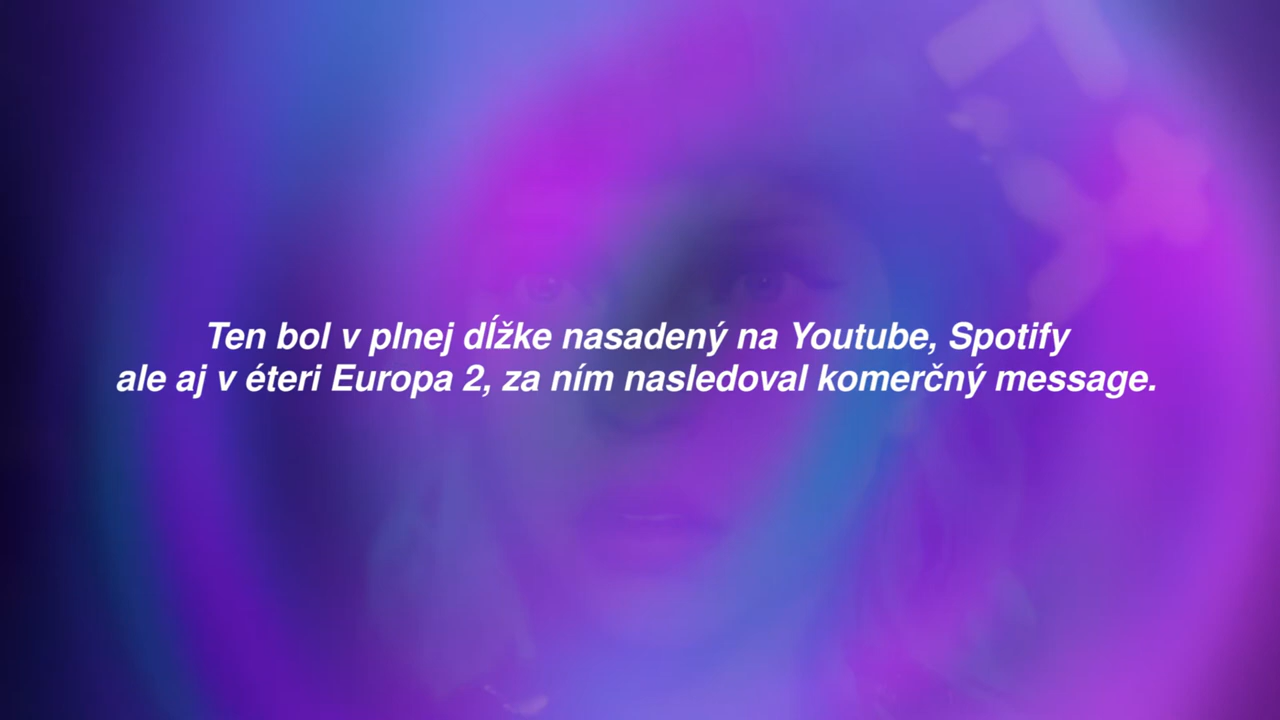 Ten bol v plnej dĺžke nasadený na Youtube, Spotify
ale aj v éteri Europa 2, za ním nasledoval komerčný message.